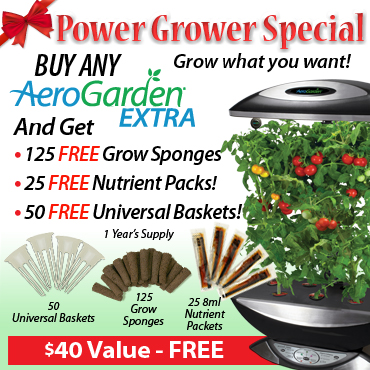 Power Grower Special
BUY ANY
Grow what you want!
AeroGarden®
EXTRA
And Get
• 125 FREE Grow Sponges
• 25 FREE Nutrient Packs!
• 50 FREE Universal Baskets!
1 Year's Supply
50
Universal Baskets
125
Grow
Sponges
25 8ml
Nutrient
Packets
$40 Value - FREE